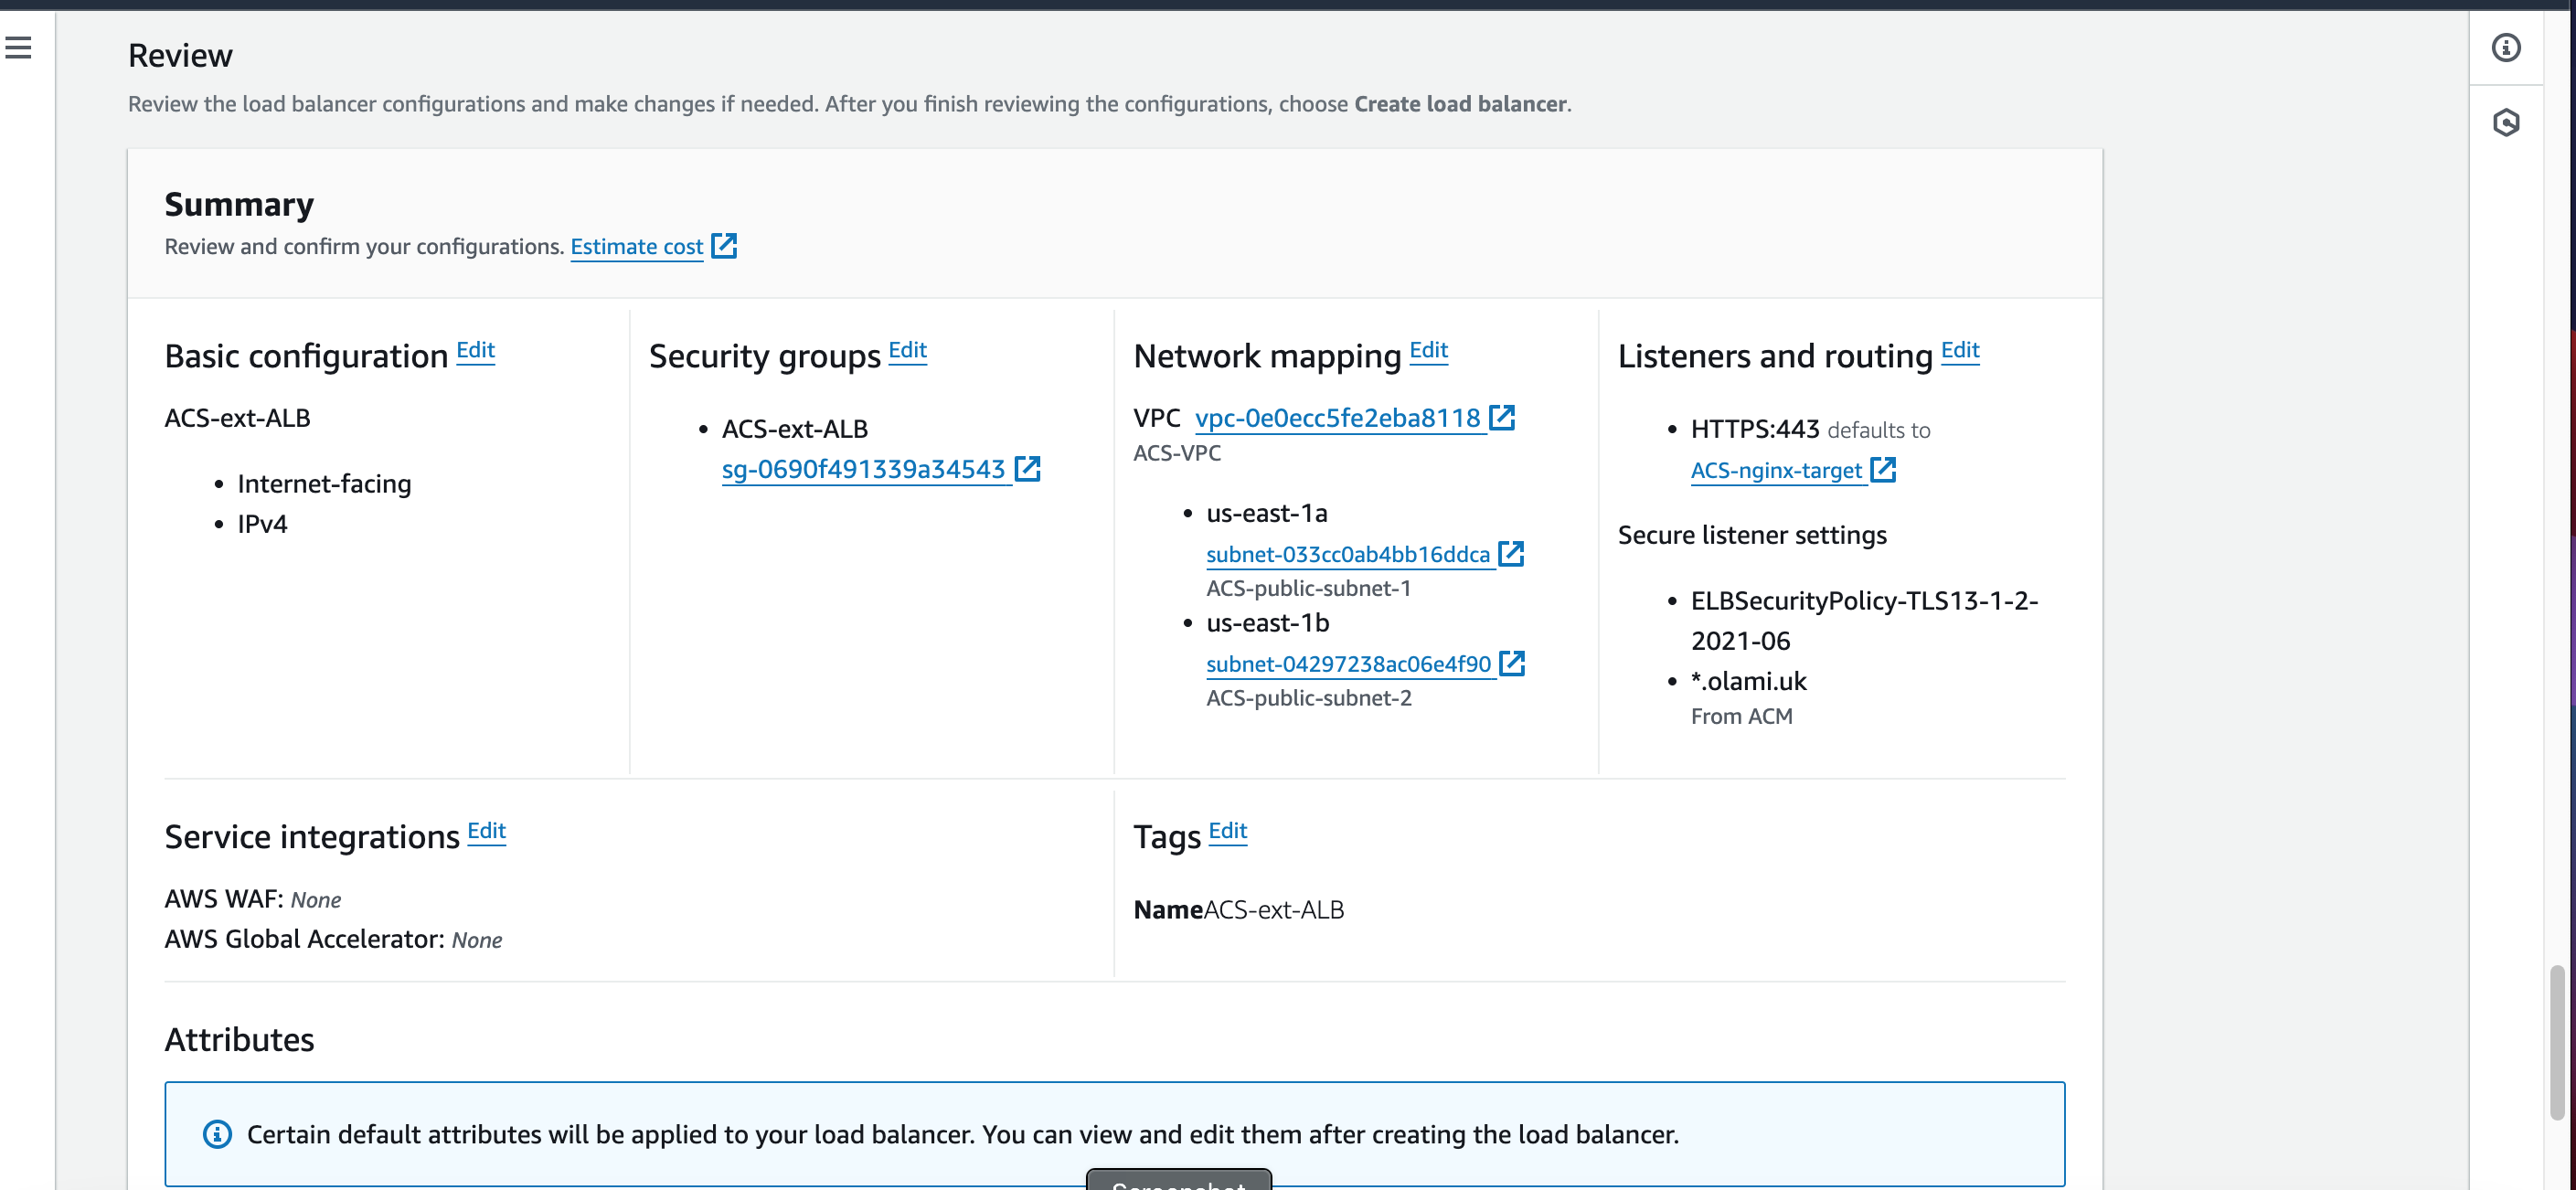 Review
Review the load balancer configurations and make changes if needed. After you finish reviewing the configurations, choose Create load balancer.
Summary
Review and confirm your configurations. Estimate cost
Basic configuration Edit
ACS-ext-ALB
• Internet-facing
• IPv4
Security groups Edit
• ACS-ext-ALB
sg-0690f491339a34543
Network mapping Edit
VPC vpc-0e0ecc5fe2eba8118
ACS-VPC
• us-east-1a
subnet-033cc0ab4bb16ddca
ACS-public-subnet-1
• us-east-1b
subnet-04297238ac06e4f90
ACS-public-subnet-2
Listeners and routing Edit
• HTTPS:443 defaults to
ACS-nginx-target
Secure listener settings
• ELBSecurityPolicy-TLS13-1-2-
2021-06
• *.olami.uk
From ACM
Service integrations Edit
AWS WAF: None
AWS Global Accelerator: None
Tags Edit
NameACS-ext-ALB
Attributes
Certain default attributes will be applied to your load balancer. You can view and edit them after creating the load balancer.
Screenshot